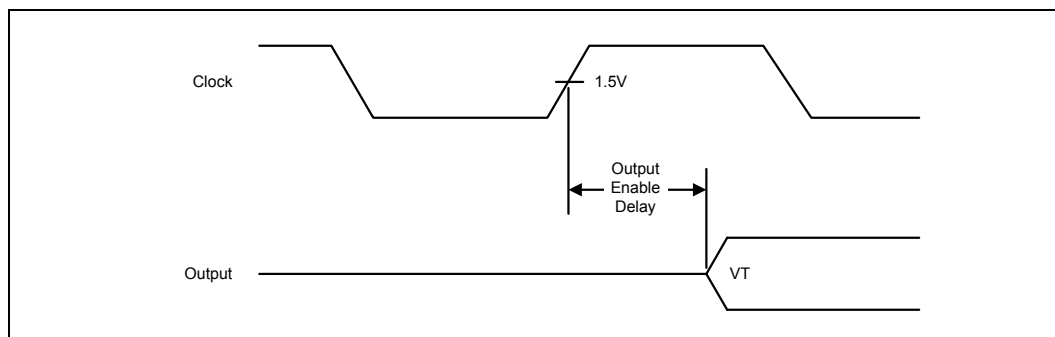 Clock
1.5V
Output
Enable
Delay
Output
VT